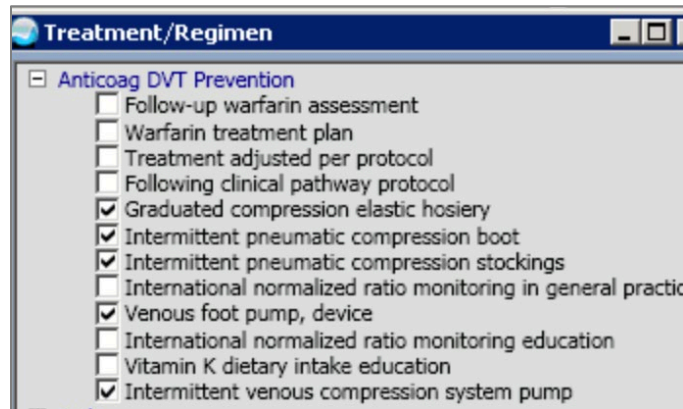 Treatment/Regimen
Anticoag DVT Prevention
Follow-up warfarin assessment
Warfarin treatment plan
Treatment adjusted per protocol
Following clinical pathway protocol
Graduated compression elastic hosiery
Intermittent pneumatic compression boot
Intermittent pneumatic compression stockings
International normalized ratio monitoring in general practic
Venous foot pump, device
International normalized ratio monitoring education
Vitamin K dietary intake education
Intermittent venous compression system pump